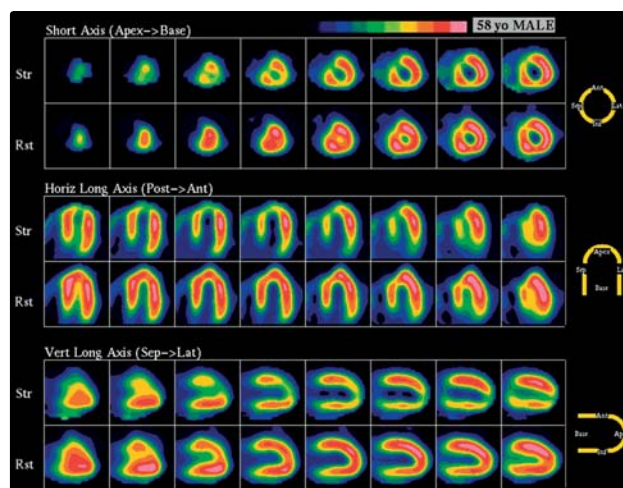 Short Axis (Apex->Base)
58 yo MALE
Str
Rst
Ant
Sep
Lat
Inf
Horiz Long Axis (Post->Ant)
Str
Rst
Apex
Sep
La
Base
Vert Long Axis (Sep->Lat)
Str
Rst
Ant
Base
Ap
Inf